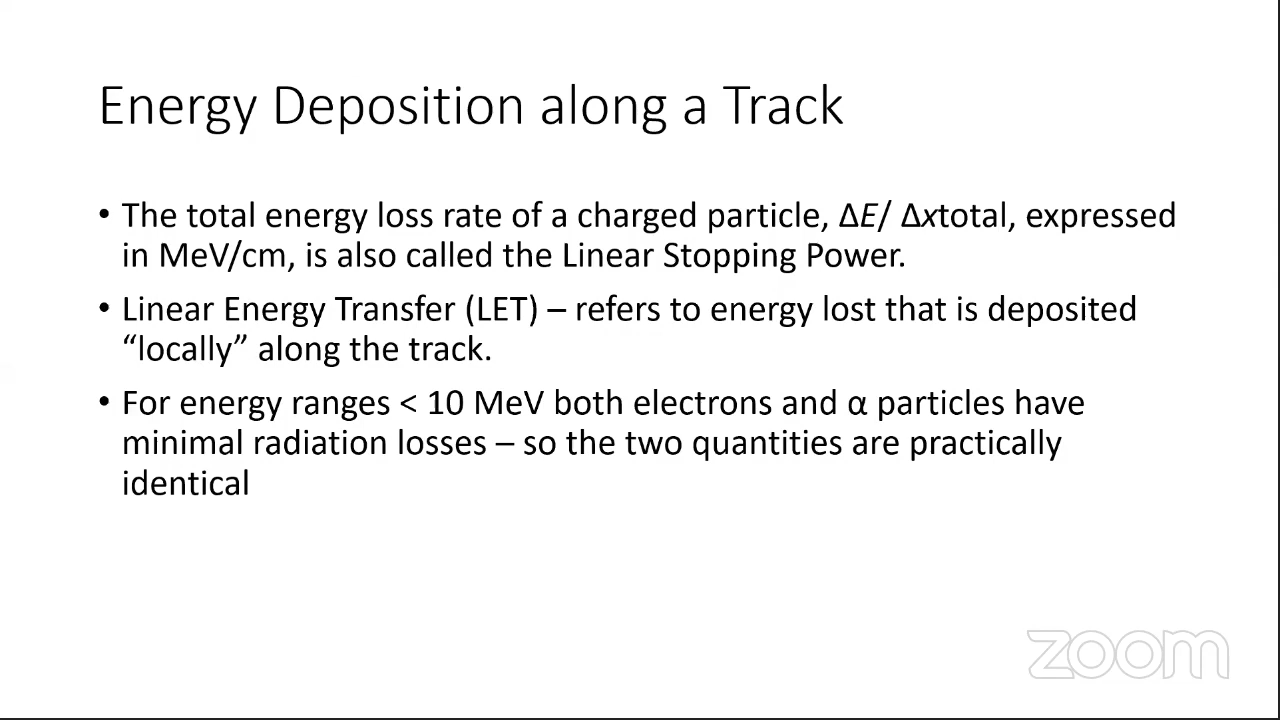 Energy Deposition along a Track
• The total energy loss rate of a charged particle, ΔE/ Δxtotal, expressed
in MeV/cm, is also called the Linear Stopping Power.
• Linear Energy Transfer (LET) – refers to energy lost that is deposited
“locally” along the track.
• For energy ranges < 10 MeV both electrons and α particles have
minimal radiation losses – so the two quantities are practically
identical
zoom